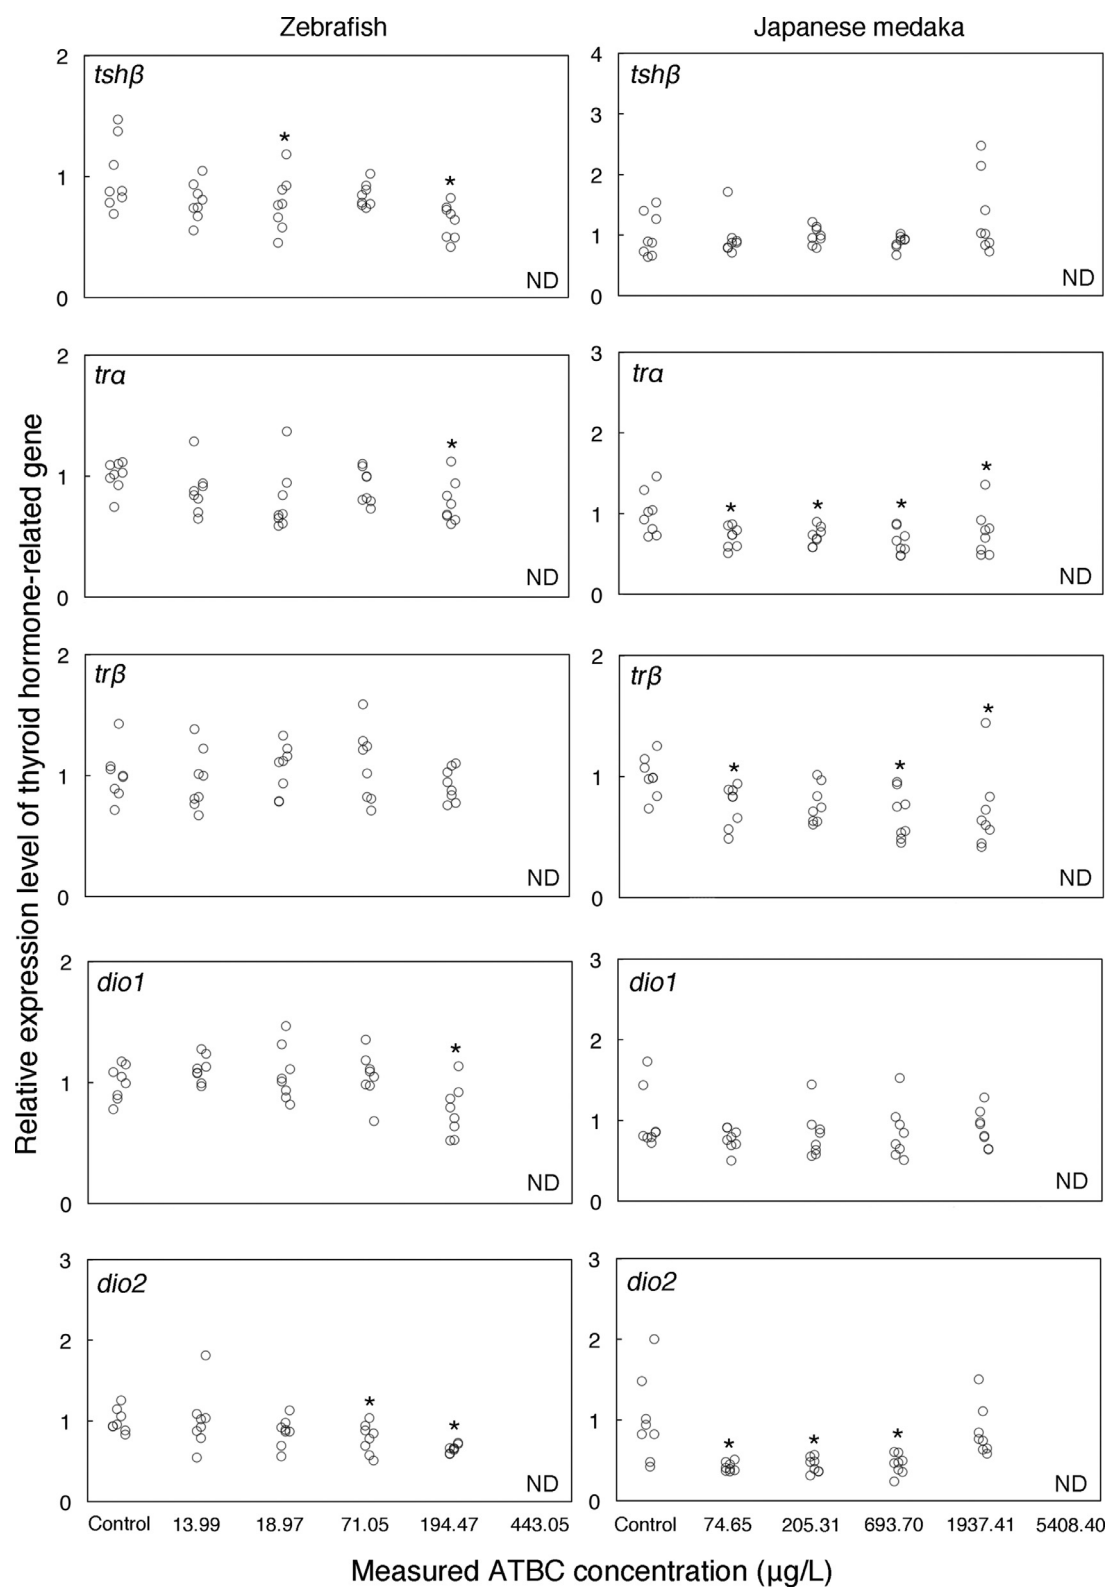 Zebrafish
Japanese medaka
Relative expression level of thyroid hormone-related gene
2
tshβ
*
*
1
ND
0
4
tshβ
3
2
1
ND
0
2
trα
*
1
ND
0
3
trα
2
*
*
*
*
1
ND
0
2
trβ
1
ND
0
2
trβ
*
*
*
1
ND
0
2
dio1
*
1
ND
0
3
dio1
2
1
ND
0
3
dio2
2
*
*
1
ND
0
3
dio2
2
1
*
*
*
ND
0
Control 13.99 18.97 71.05 194.47 443.05
Control 74.65 205.31 693.70 1937.41 5408.40
Measured ATBC concentration (µg/L)